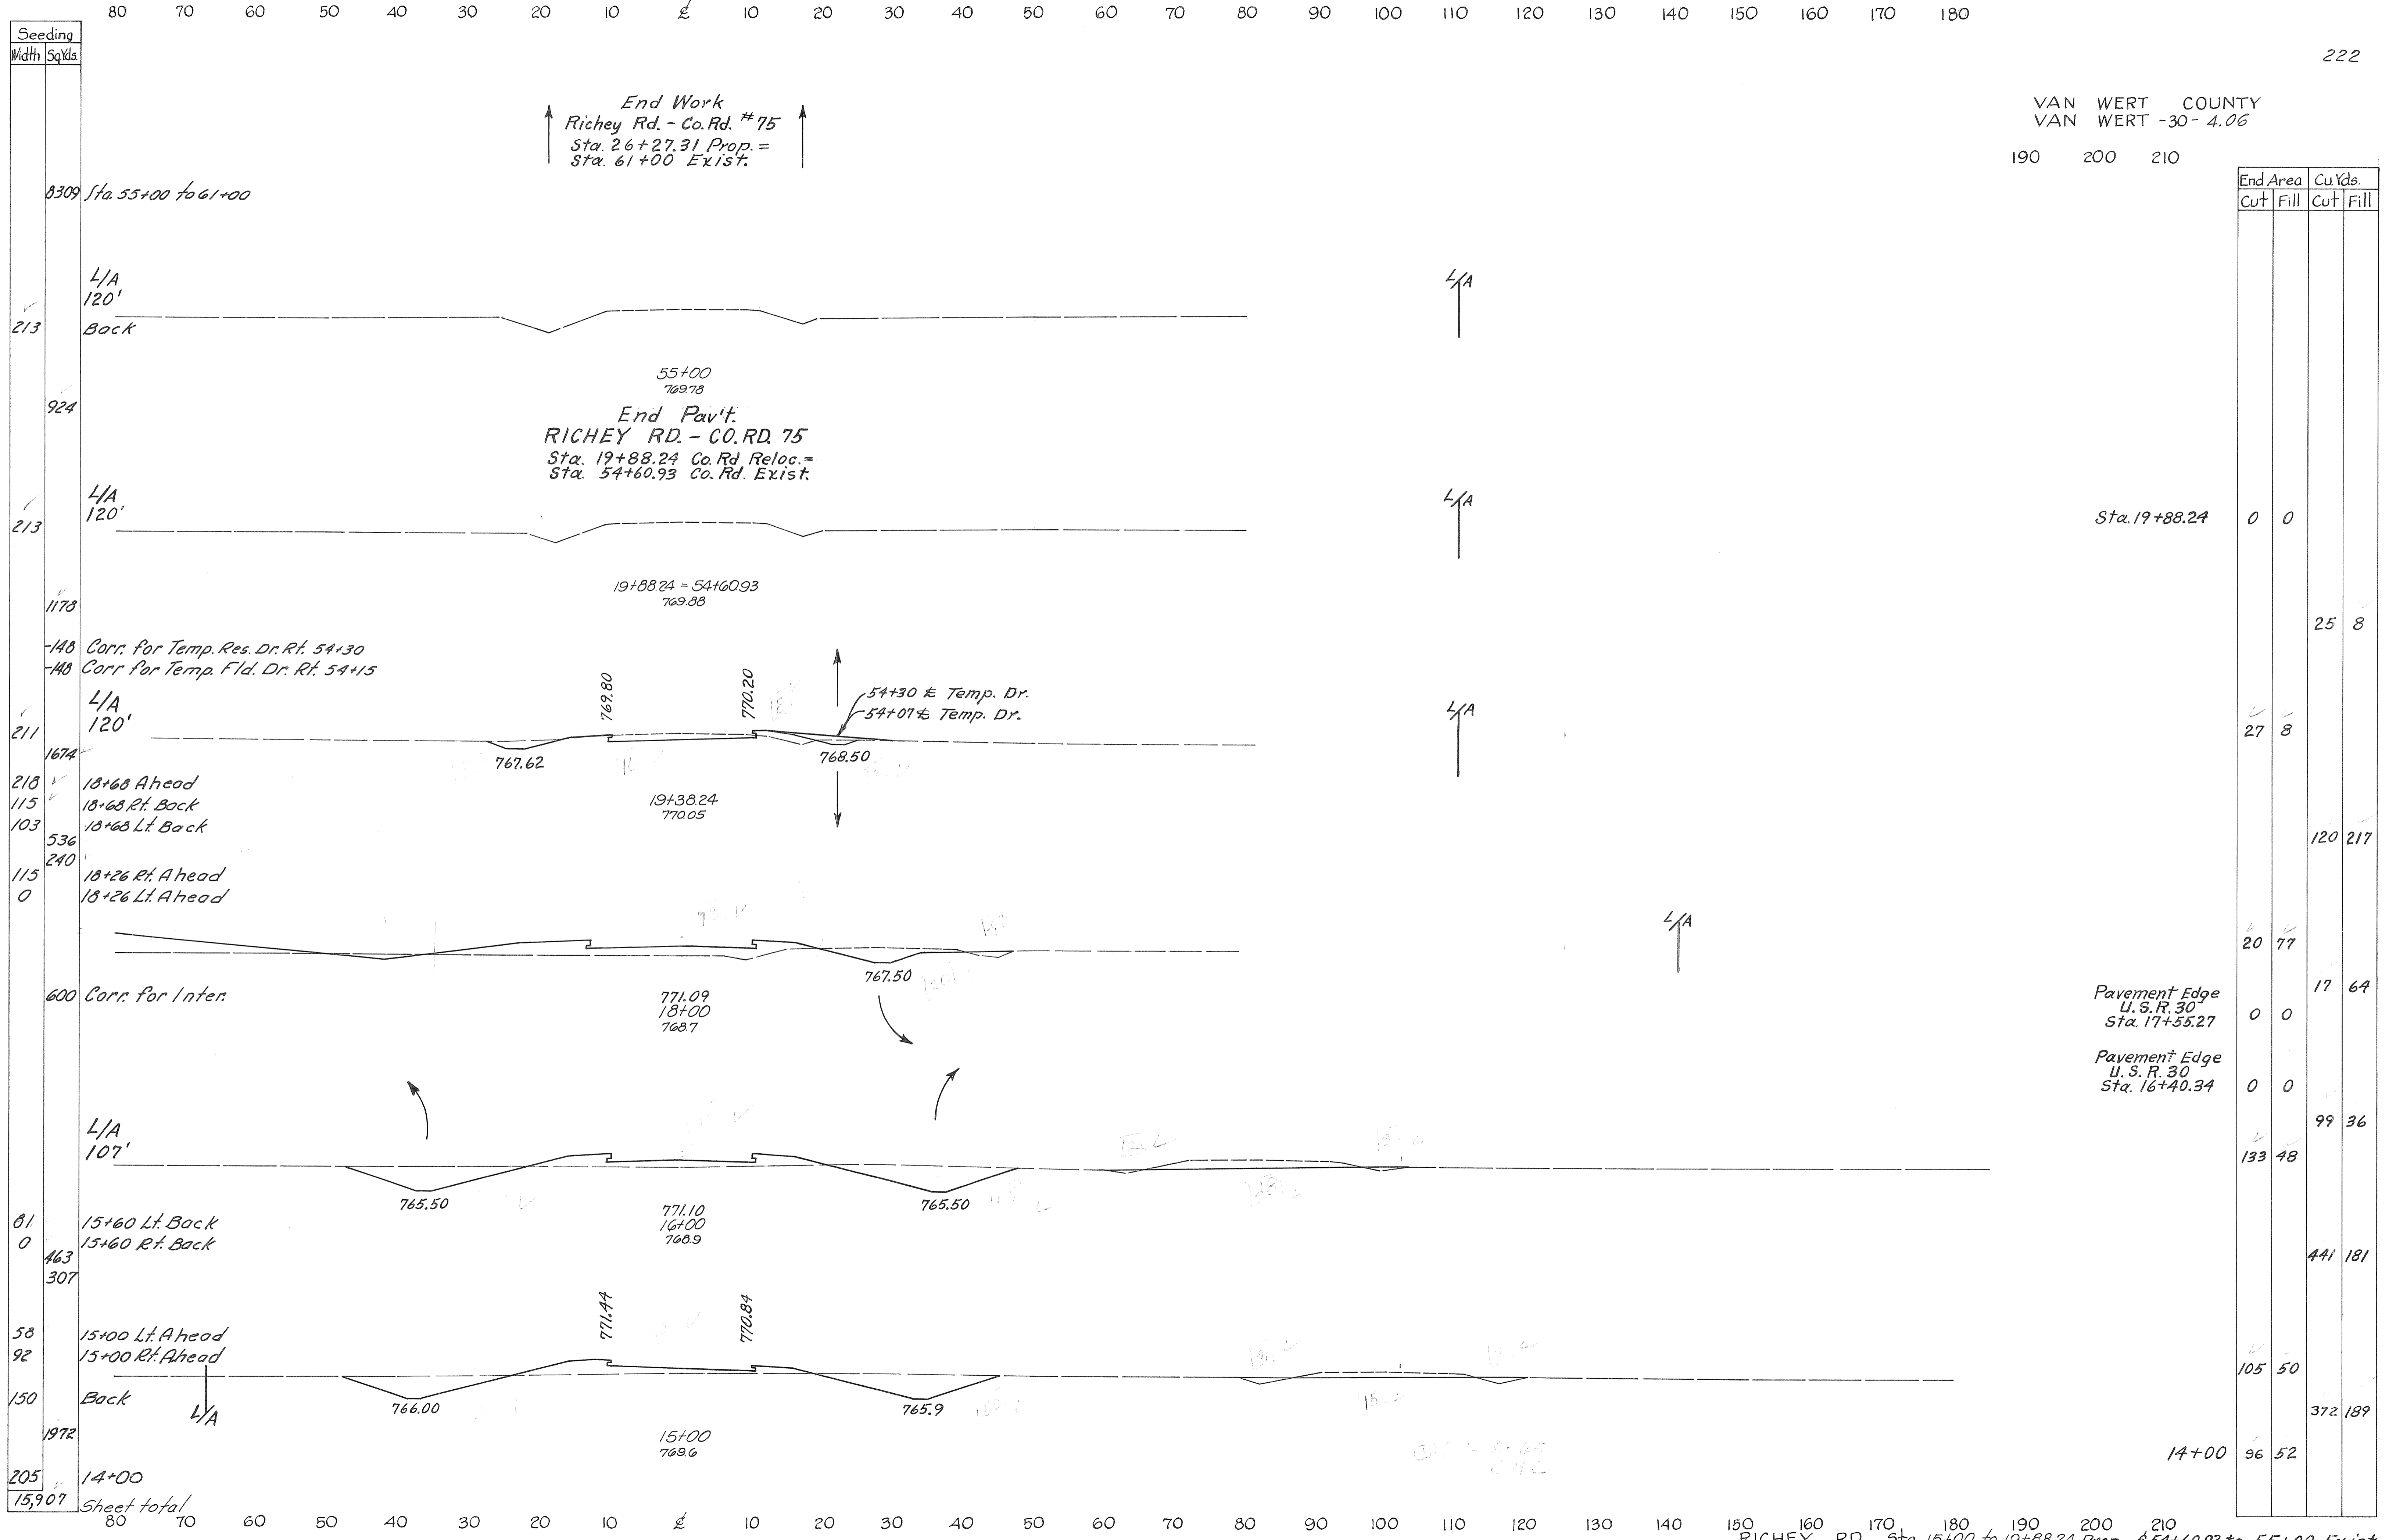 80 70 60 50 40 30 20 10 ℄ 10 20 30 40 50 60 70 80 90 100 110 120 130 140 150 160 170 180
Seeding
Width Sq.Yds.
222
VAN WERT COUNTY
VAN WERT -30- 4.06
190 200 210
End Area Cu.Yds.
Cut Fill Cut Fill
End Work
Richey Rd. - Co. Rd. #75
Sta. 26+27.31 Prop. =
Sta. 61+00 Exist.
8309 Sta. 55+00 to 61+00
L/A
120'
L/A
213 Back
55+00
769.78
924
End Pav't.
RICHEY RD. - CO. RD. 75
Sta. 19+88.24 Co. Rd Reloc. =
Sta. 54+60.93 Co. Rd. Exist.
L/A
120'
L/A
213
Sta. 19+88.24 0 0
19+88.24 = 54+60.93
769.88
1178
25 8
-148 Corr. for Temp. Res. Dr. Rt. 54+30
-148 Corr for Temp. Fld. Dr. Rt. 54+15
L/A
120'
769.80
770.20
54+30 ℄ Temp. Dr.
54+07 ℄ Temp. Dr.
L/A
211
27 8
1674
767.62
768.50
218 18+68 Ahead
115 18+68 Rt. Back
103 18+68 Lt. Back
19+38.24
770.05
536
120 217
240
115 18+26 Rt. Ahead
0 18+26 Lt. Ahead
L/A
20 77
767.50
600 Corr. for Inter.
771.09
18+00
768.7
17 64
Pavement Edge
U.S.R. 30
Sta. 17+55.27
0 0
Pavement Edge
U.S.R. 30
Sta. 16+40.34
0 0
99 36
L/A
107'
133 48
765.50
765.50
771.10
16+00
768.9
81 15+60 Lt. Back
0 15+60 Rt. Back
463
441 181
307
771.44
770.84
58 15+00 Lt. Ahead
92 15+00 Rt. Ahead
105 50
150 Back
L/A
766.00
765.9
372 189
1972
15+00
769.6
14+00 96 52
205 14+00
15,907 Sheet total
80 70 60 50 40 30 20 10 ℄ 10 20 30 40 50 60 70 80 90 100 110 120 130 140 150 160 170 180 190 200 210
RICHEY RD. Sta. 15+00 to 19+88.24 Prop. & 54+60.93 to 55+00 Exist.